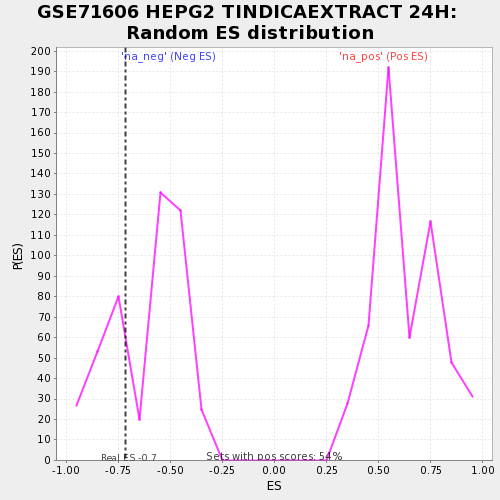 GSE71606 HEPG2 TINDICAEXTRACT 24H:
Random ES distribution
'na_neg' (Neg ES)
'na_pos' (Pos ES)
200
190
180
170
160
150
140
130
120
110
100
90
80
70
60
50
40
30
20
10
0
P(ES)
Real ES -0.7
Sets with pos scores: 54%
-1.00 -0.75 -0.50 -0.25 0.00 0.25 0.50 0.75 1.00
ES